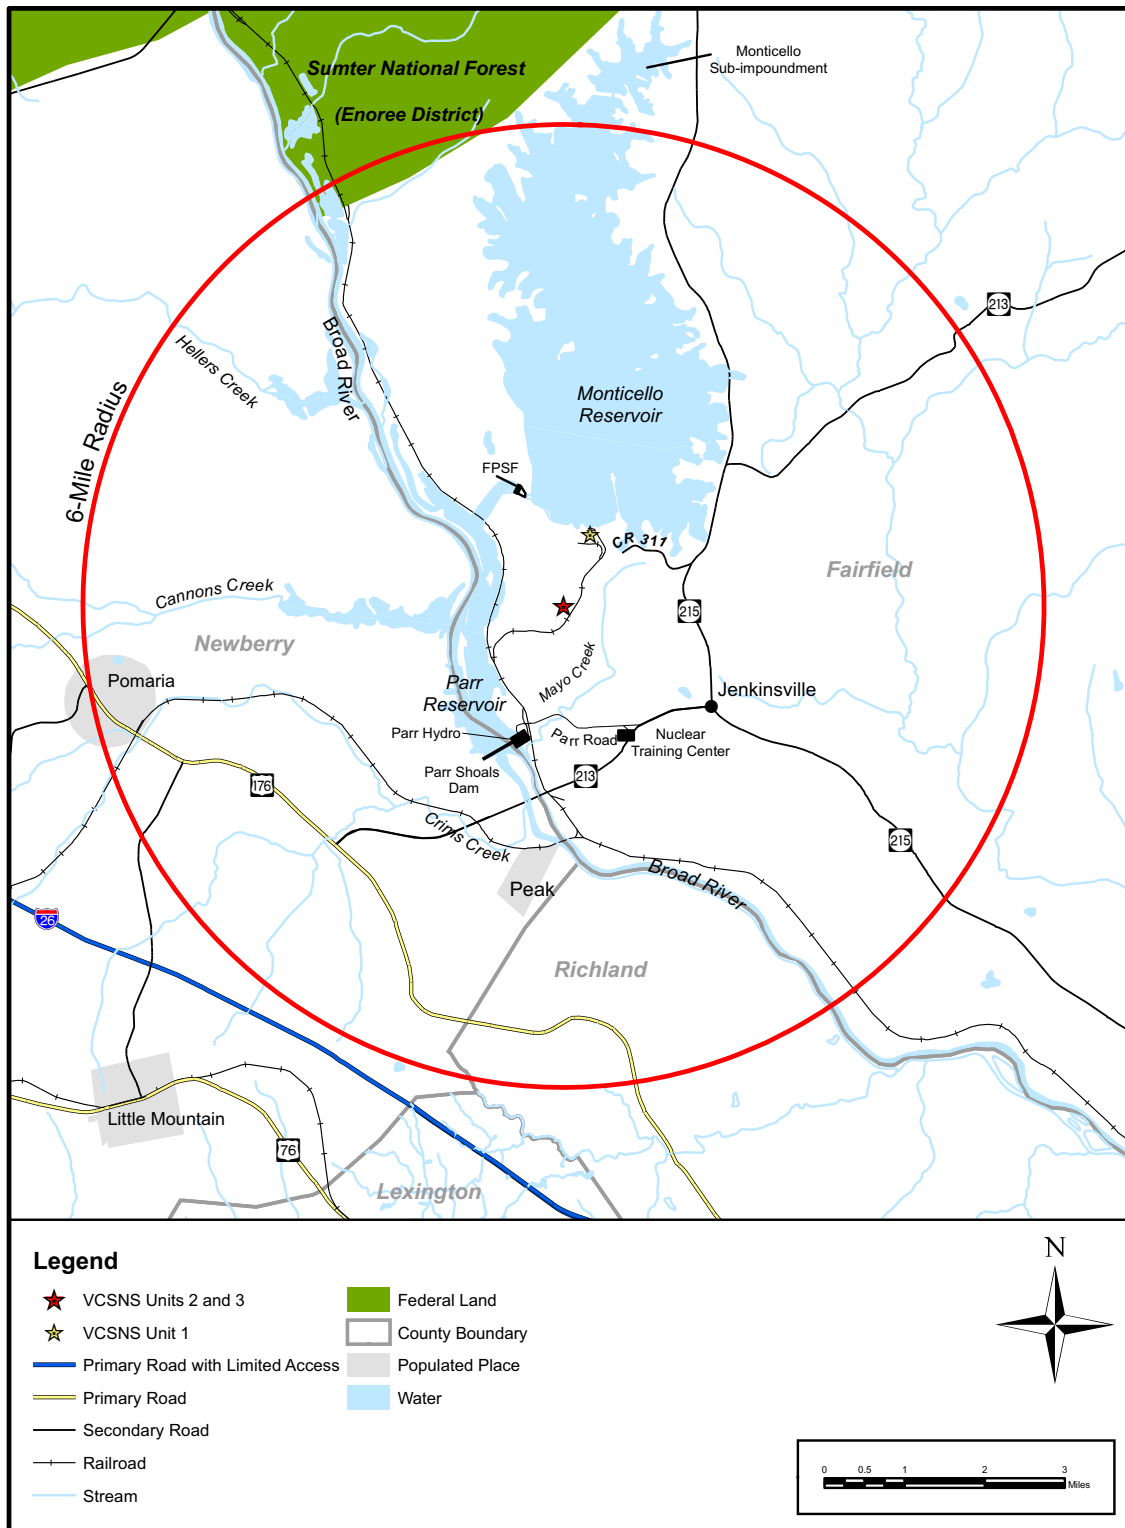 Monticello
Sub-impoundment
Sumter National Forest
(Enoree District)
213
Broad River
Hellers Creek
6-Mile Radius
Monticello
Reservoir
FPSF
CR 311
Fairfield
Cannons Creek
215
Newberry
Mayo Creek
Pomaria
Parr
Reservoir
Jenkinsville
Parr Hydro
Parr Road
Nuclear
Training Center
Parr Shoals
Dam
213
176
Crims Creek
215
Broad River
Peak
26
Richland
Little Mountain
76
Lexington
Legend
VCSNS Units 2 and 3
VCSNS Unit 1
Primary Road with Limited Access
Primary Road
Secondary Road
Railroad
Stream
Federal Land
County Boundary
Populated Place
Water
N
0 0.5 1 2 3
Miles